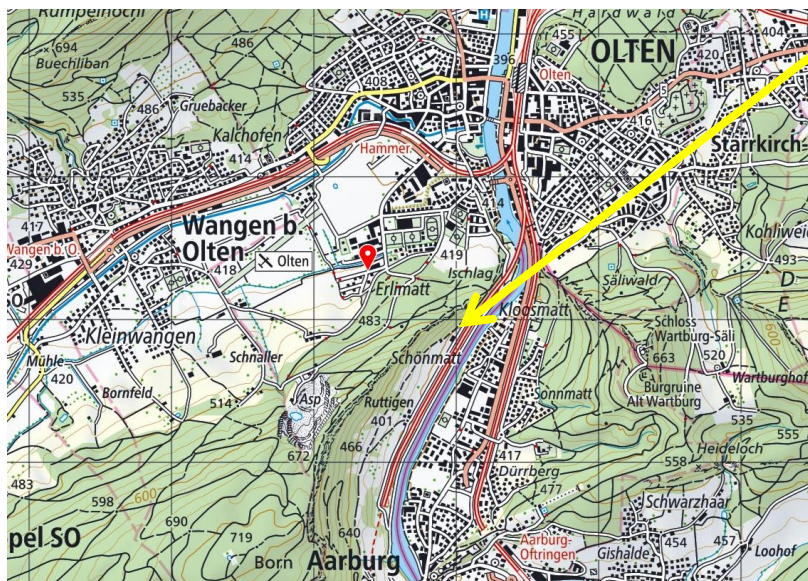 Rumpelhöchi
486
Hardwald
404
694
Buechliban
H
455
OLTEN
420
396
Olten
535
408
5
486
Gruebacker
416
Kalchofen
Starrkirch-
414
Hammer
417
Wangen b.
Olten
414
Wangen b. O.
419
Kohliweid
429
418
Olten
Ischlag
493
Erlimatt
Säliwald
D
E
483
Kloosmatt
Kleinwangen
Schloss
Wartburg-Säli
600
Mühle
Schnaller
Schönmatt
663
520
Wartburghof
420
Bornfeld
514
Asp
Ruttigen
Sonnmatt
Burgruine
Alt Wartburg
401
535
555
466
417
672
Dürrberg
558
Heideloch
483
477
598
600
Schwarzhaar
690
640
ppel SO
719
Born
Aarburg
Aarburg-
Oftringen
454
457
Gishalde
Loohof